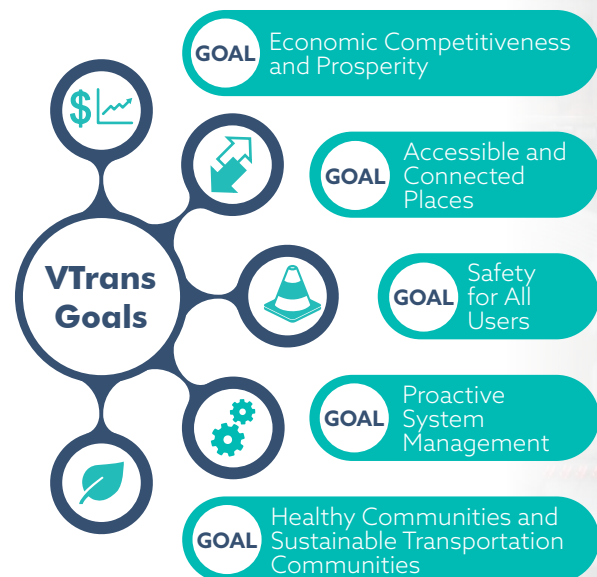 GOAL
Economic Competitiveness
and Prosperity
$
GOAL
Accessible and
Connected
Places
VTrans
Goals
GOAL
Safety
for All
Users
GOAL
Proactive
System
Management
GOAL
Healthy Communities and
Sustainable Transportation
Communities